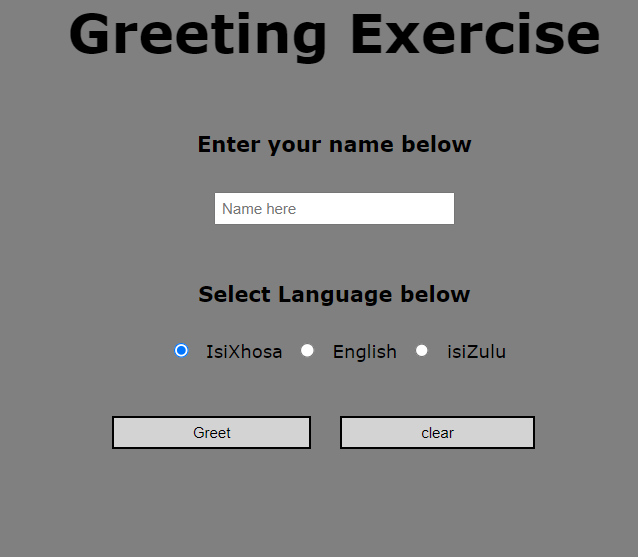 Greeting Exercise
Enter your name below
Name here
Select Language below
IsiXhosa English isiZulu
Greet clear